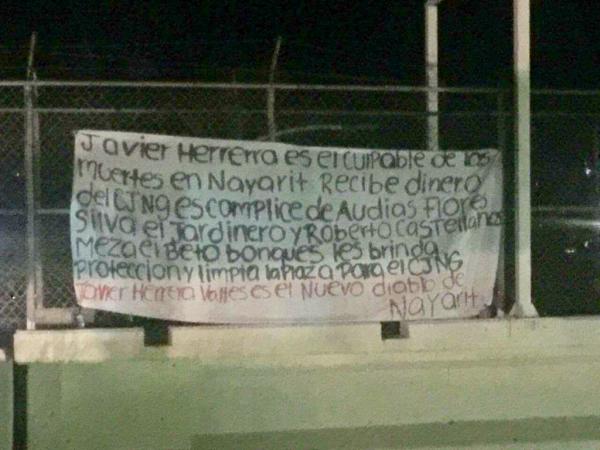 Javier Herrerra es el culpable de las
muertes en Nayarit Recibe dinero
del CJNG es complice de Audias flores
Silva el Jardinero y Roberto Castellanos
Meza el Beto bonques les brinda
proteccion y limpia la plaza para el CJNG
Javier Herrera Valles es el Nuevo diablo de
Nayarit